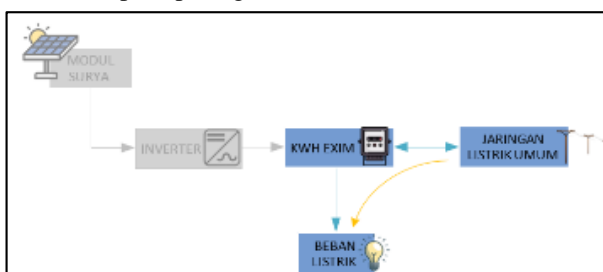 MODUL
SURYA
INVERTER
KWH EXIM
JARINGAN
LISTRIK UMUM
BEBAN
LISTRIK